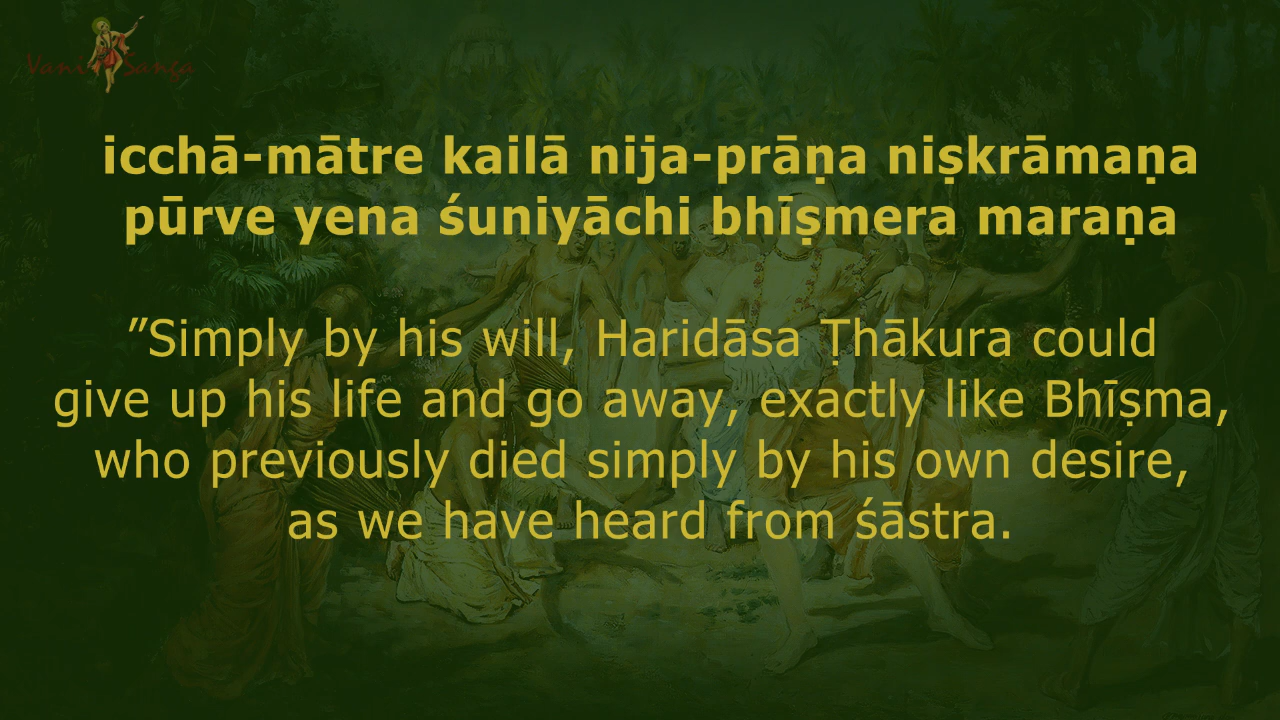 Vani Sanga
icchā-mātre kailā nija-prāṇa niṣkrāmaṇa
pūrve yena śuniyāchi bhīṣmera maraṇa
”Simply by his will, Haridāsa Ṭhākura could
give up his life and go away, exactly like Bhīṣma,
who previously died simply by his own desire,
as we have heard from śāstra.